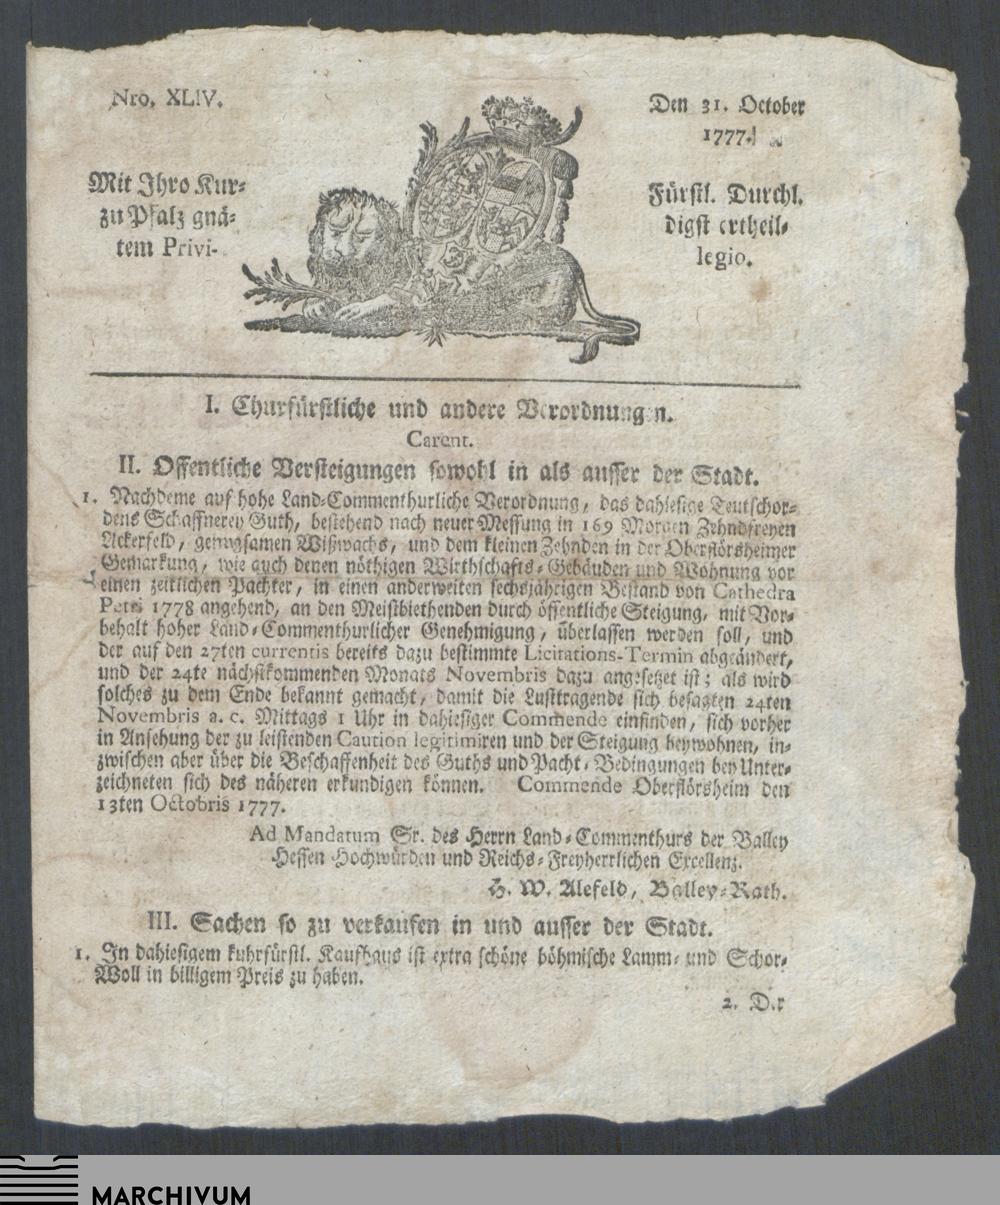 Nro. XLIV.
Den 31. October
1777.
Mit Ihro Kur-
Fürstl. Durchl.
zu Pfalz gnä-
digst ertheil-
tem Privi-
legio.
I. Churfürstliche und andere Verordnungen.
Carent.
II. Offentliche Versteigungen sowohl in als ausser der Stadt.
1. Nachdeme auf hohe Land-Commenthurliche Verordnung, das dahiesige Teutschor-
dens Schaffnerey Guth, bestehend nach neuer Messung in 169 Morgen Zehndfreyen
Ackerfeld, genugsamen Wißwachs, und dem kleinen Zehnden in der Oberflörsheimer
Gemarkung, wie auch denen nöthigen Wirthschafts-Gebäuden und Wohnung vor
einen zeitlichen Pachter, in einen anderweiten sechsjährigen Bestand von Cathedra
Petri 1778 angehend, an den Meistbiethenden durch öffentliche Steigung, mit Vor-
behalt hoher Land-Commenthurlicher Genehmigung, überlassen werden soll, und
der auf den 27ten currentis bereits dazu bestimmte Licitations-Termin abgeändert,
und der 24te nächstkommenden Monats Novembris dazu angesetzet ist; als wird
solches zu dem Ende bekannt gemacht, damit die Lusttragende sich besagten 24ten
Novembris a. c. Mittags 1 Uhr in dahiesiger Commende einfinden, sich vorher
in Ansehung der zu leistenden Caution legitimiren und der Steigung beywohnen, in-
zwischen aber über die Beschaffenheit des Guths und Pacht-Bedingungen bey Unter-
zeichneten sich des näheren erkundigen können. Commende Oberflörsheim den
13ten Octobris 1777.
Ad Mandatum Sr. des Herrn Land-Commenthurs der Balley
Hessen Hochwürden und Reichs-Freyherrlichen Excellenz.
H. W. Alefeld, Balley-Rath.
III. Sachen so zu verkaufen in und ausser der Stadt.
1. In dahiesigem kuhrfürstl. Kaufhaus ist extra schöne böhmische Lamm- und Schor-
Woll in billigem Preis zu haben.
2. D.r
MARCHIVUM